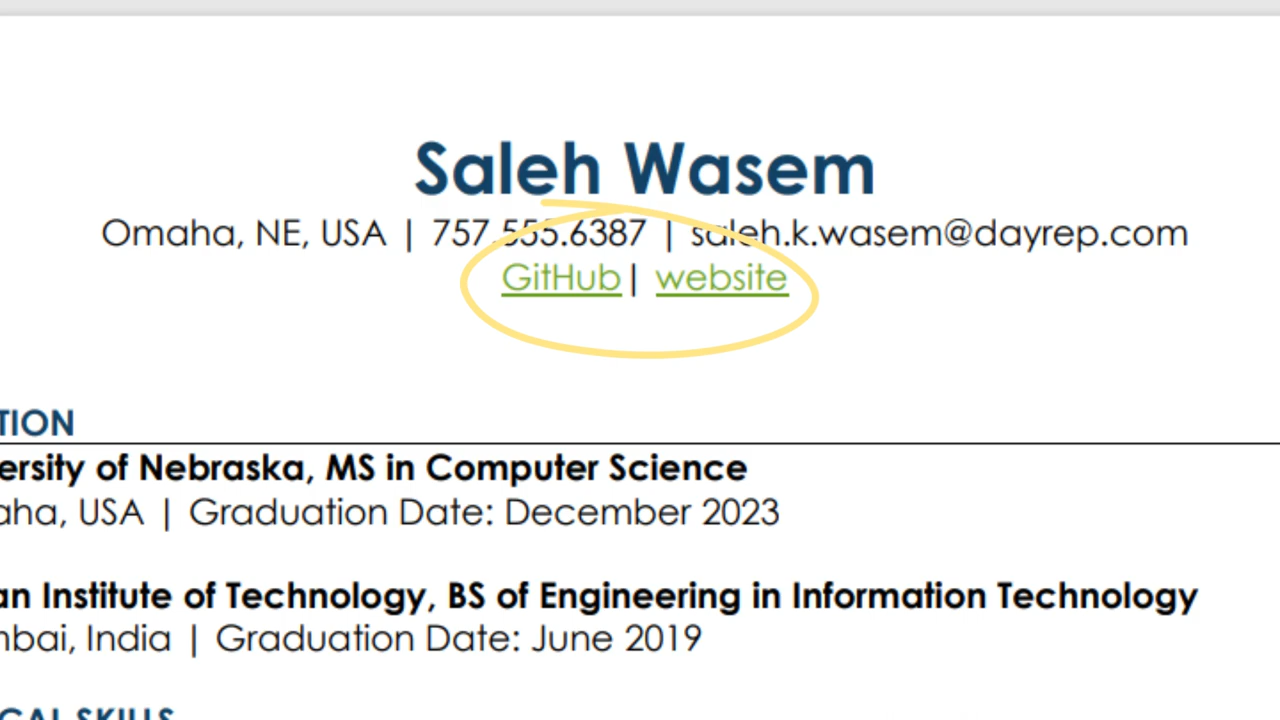 Saleh Wasem
Omaha, NE, USA | 757.555.6387 | saleh.k.wasem@dayrep.com
GitHub | website
TION
ersity of Nebraska, MS in Computer Science
aha, USA | Graduation Date: December 2023
an Institute of Technology, BS of Engineering in Information Technology
nbai, India | Graduation Date: June 2019
CAL SKILLS